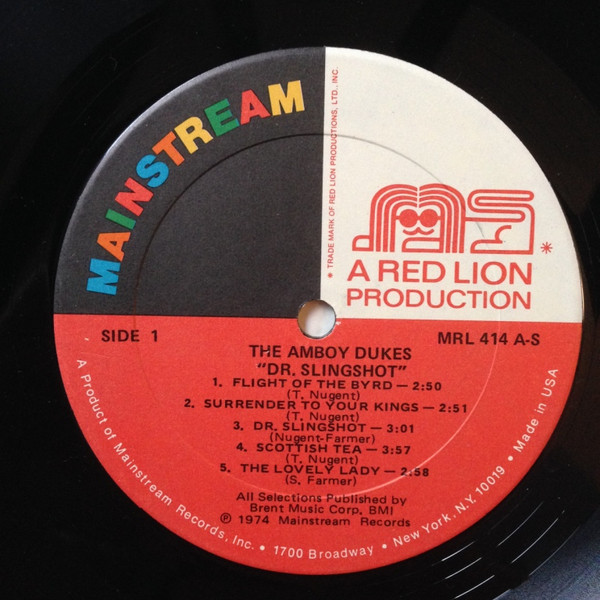 MAINSTREAM
* TRADE MARK OF RED LION PRODUCTIONS, LTD., INC.
ms *
A RED LION
PRODUCTION
SIDE 1
MRL 414 A-S
THE AMBOY DUKES
"DR. SLINGSHOT"
1. FLIGHT OF THE BYRD — 2:50
(T. Nugent)
2. SURRENDER TO YOUR KINGS — 2:51
(T. Nugent)
3. DR. SLINGSHOT — 3:01
(Nugent-Farmer)
4. SCOTTISH TEA — 3:57
(T. Nugent)
5. THE LOVELY LADY — 2:58
(S. Farmer)
All Selections Published by
Brent Music Corp. BMI
℗ 1974 Mainstream Records
A Product of Mainstream Records, Inc. • 1700 Broadway • New York, N.Y. 10019 • Made in USA